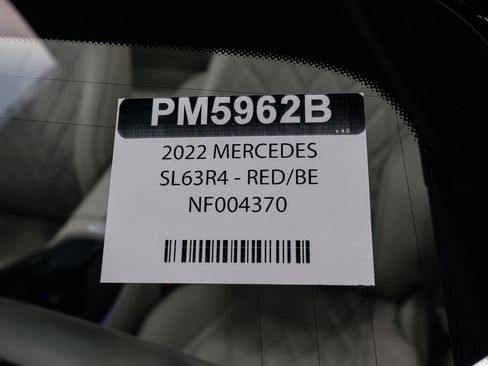 PM5962B
v 4.0
2022 MERCEDES
SL63R4 - RED/BE
NF004370